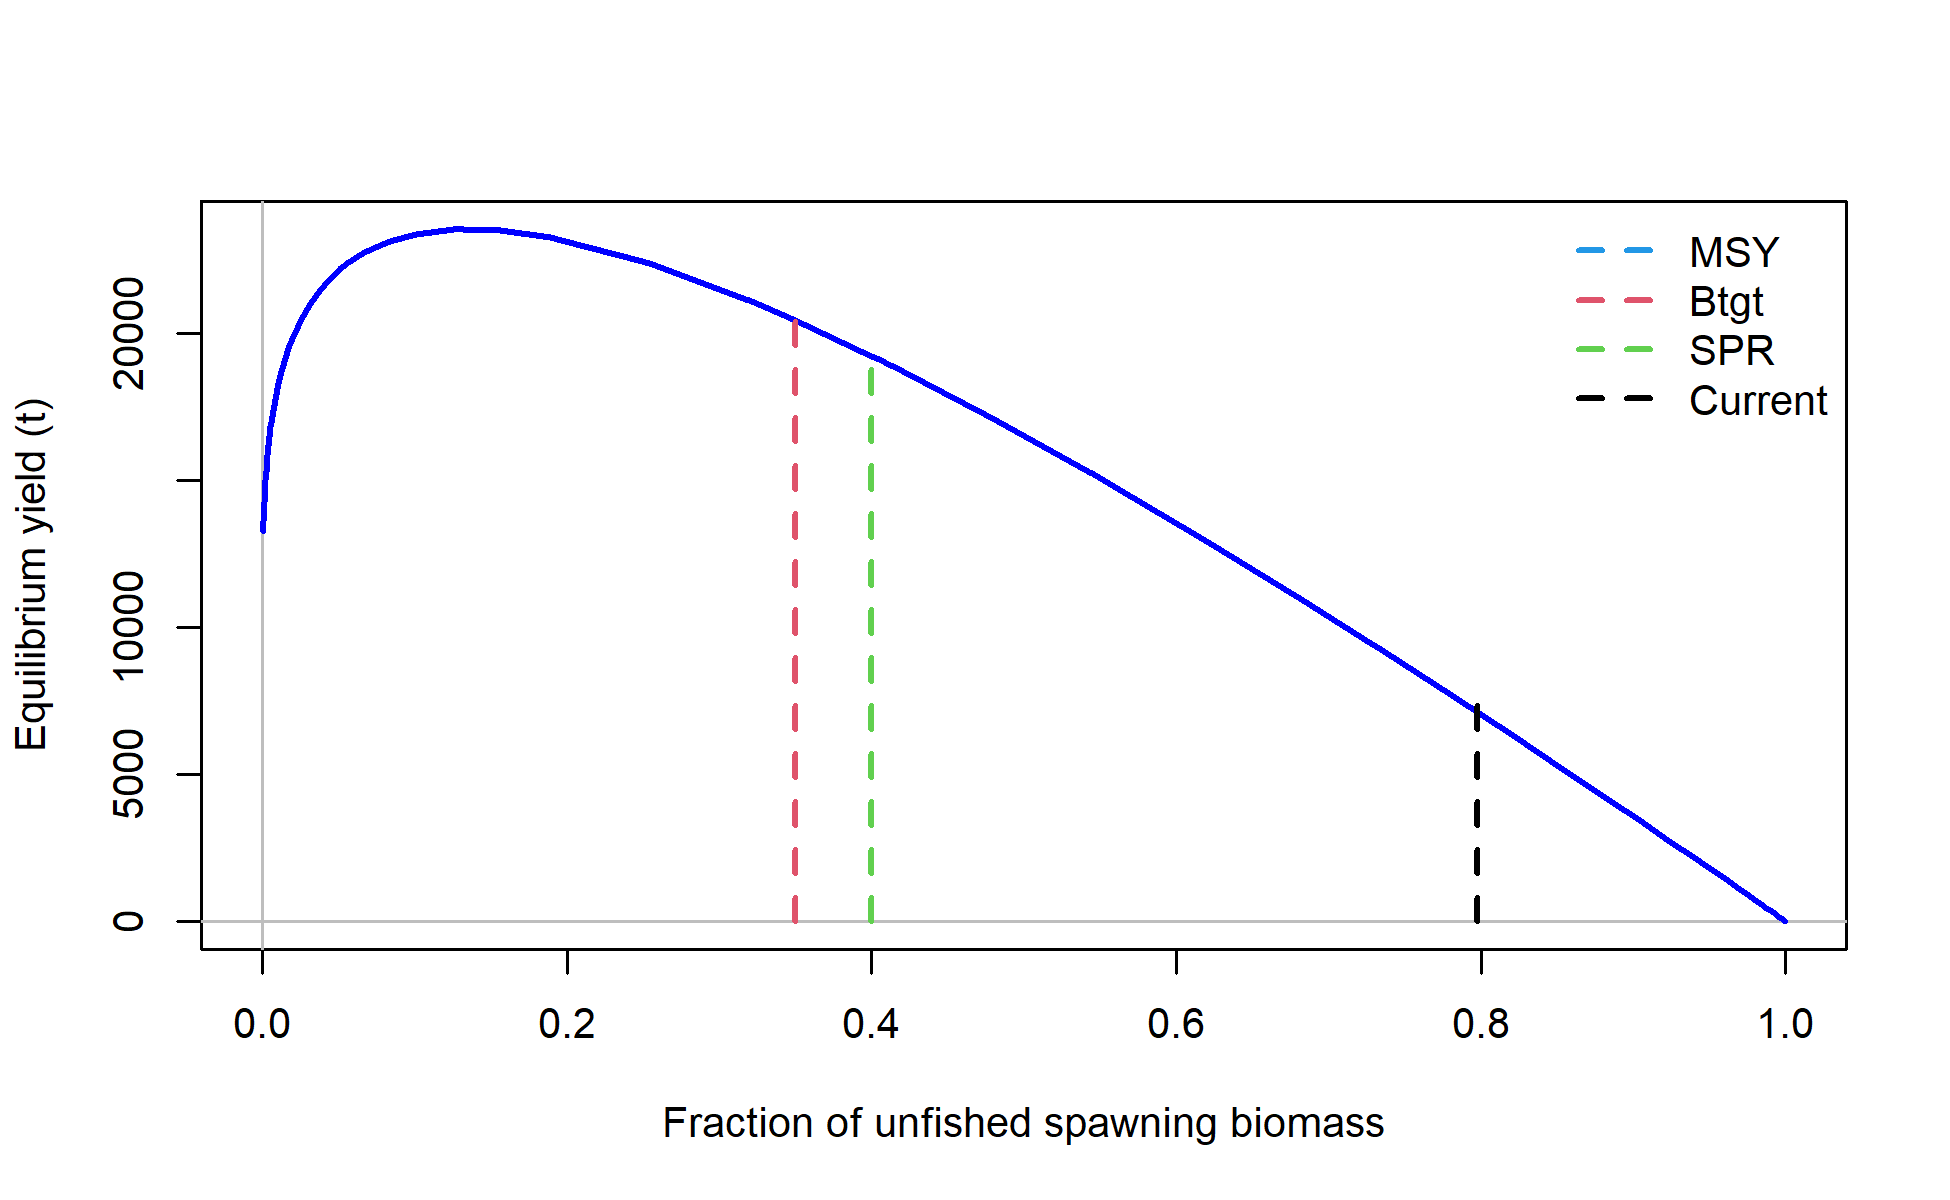 MSY
Btgt
SPR
Current
Equilibrium yield (t)
20000
10000
5000
0
0.0 0.2 0.4 0.6 0.8 1.0
Fraction of unfished spawning biomass